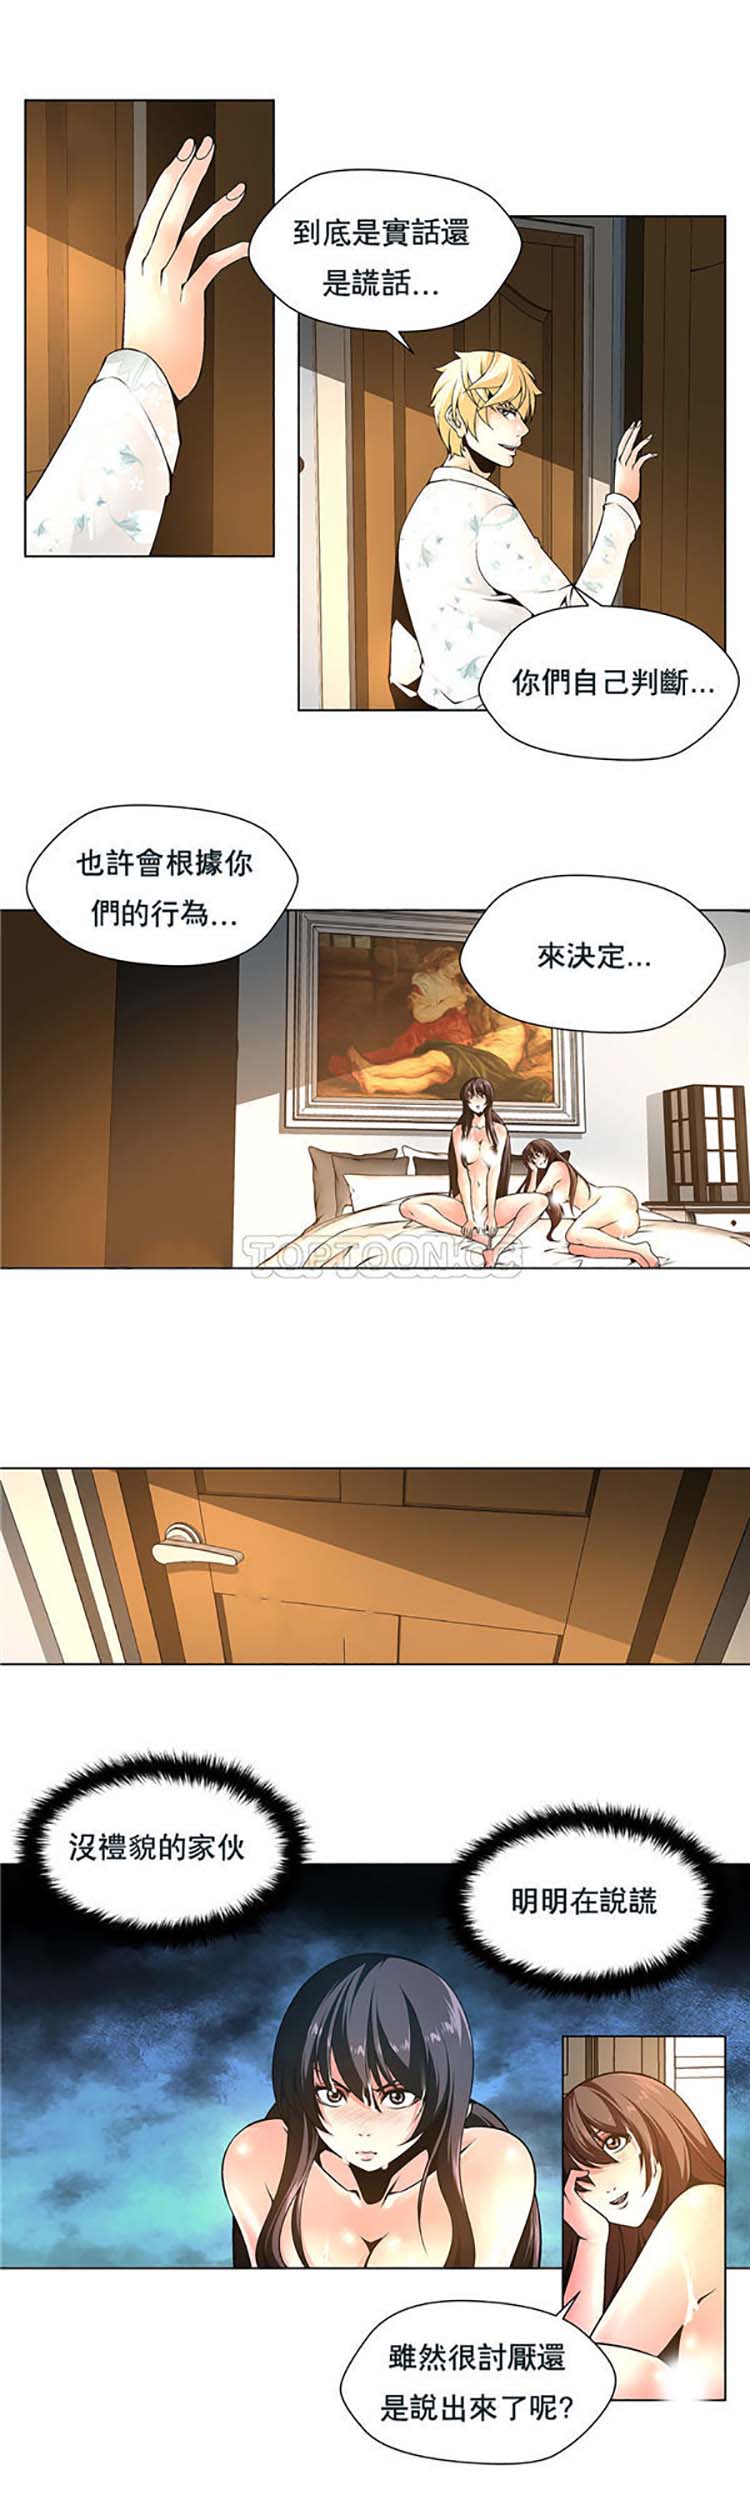 到底是實話還
是謊話...
你們自己判斷...
也許會根據你
們的行為...
來決定...
TOPTOON.CC
沒禮貌的家伙
明明在說謊
雖然很討厭還
是說出來了呢?